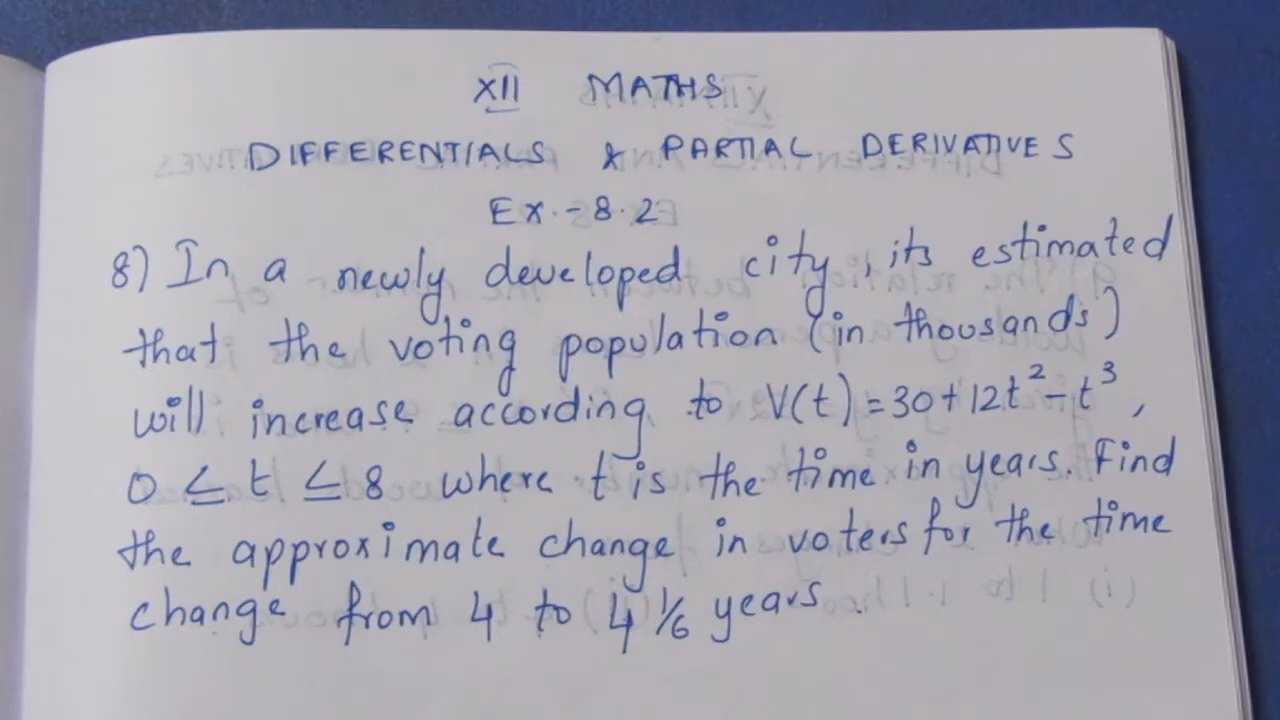 XII MATHS
DIFFERENTIALS & PARTIAL DERIVATIVES
Ex.-8.2
8) In a newly developed city, its estimated
that the voting population (in thousands)
will increase according to V(t)=30+12t²-t³,
0 ≤ t ≤ 8 where t is the time in years. Find
the approximate change in voters for the time
change from 4 to 4 1/6 years.